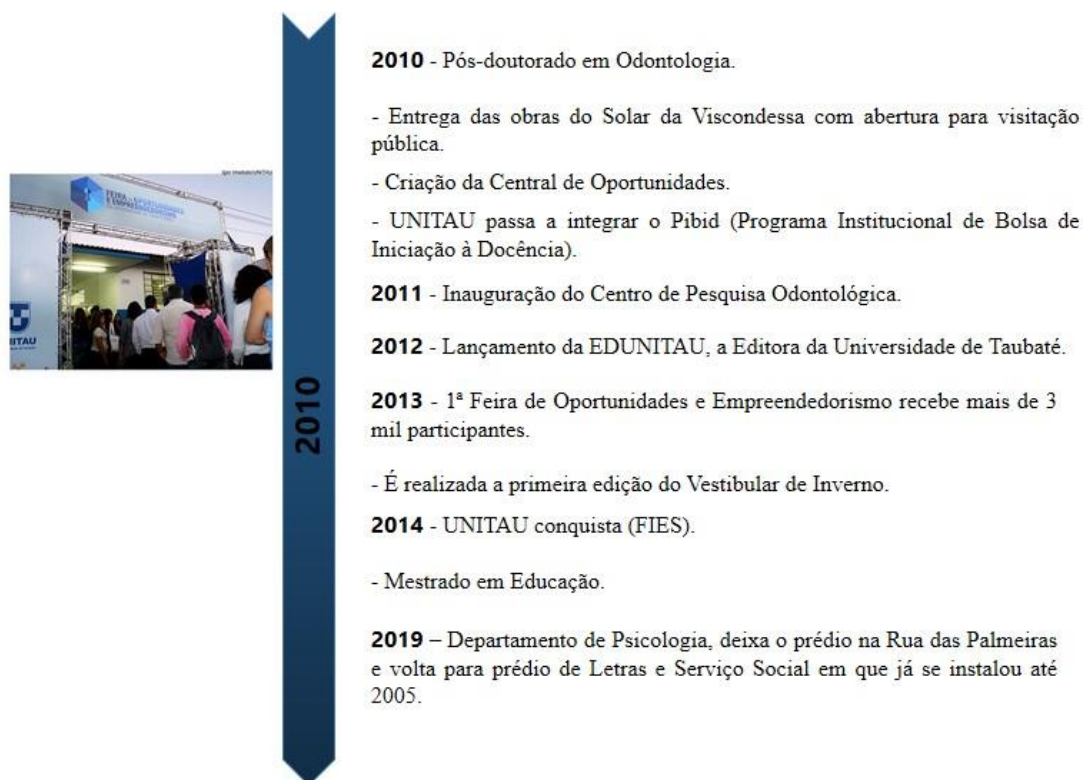 2010 - Pós-doutorado em Odontologia.
- Entrega das obras do Solar da Viscondessa com abertura para visitação
pública.
- Criação da Central de Oportunidades.
- UNITAU passa a integrar o Pibid (Programa Institucional de Bolsa de
Iniciação à Docência).
FEIRA DE OPORTUNIDADES
E EMPREENDEDORISMO
2011 - Inauguração do Centro de Pesquisa Odontológica.
NITAU
2012 - Lançamento da EDUNITAU, a Editora da Universidade de Taubaté.
2010
2013 - 1ª Feira de Oportunidades e Empreendedorismo recebe mais de 3
mil participantes.
- É realizada a primeira edição do Vestibular de Inverno.
2014 - UNITAU conquista (FIES).
- Mestrado em Educação.
2019 – Departamento de Psicologia, deixa o prédio na Rua das Palmeiras
e volta para prédio de Letras e Serviço Social em que já se instalou até
2005.